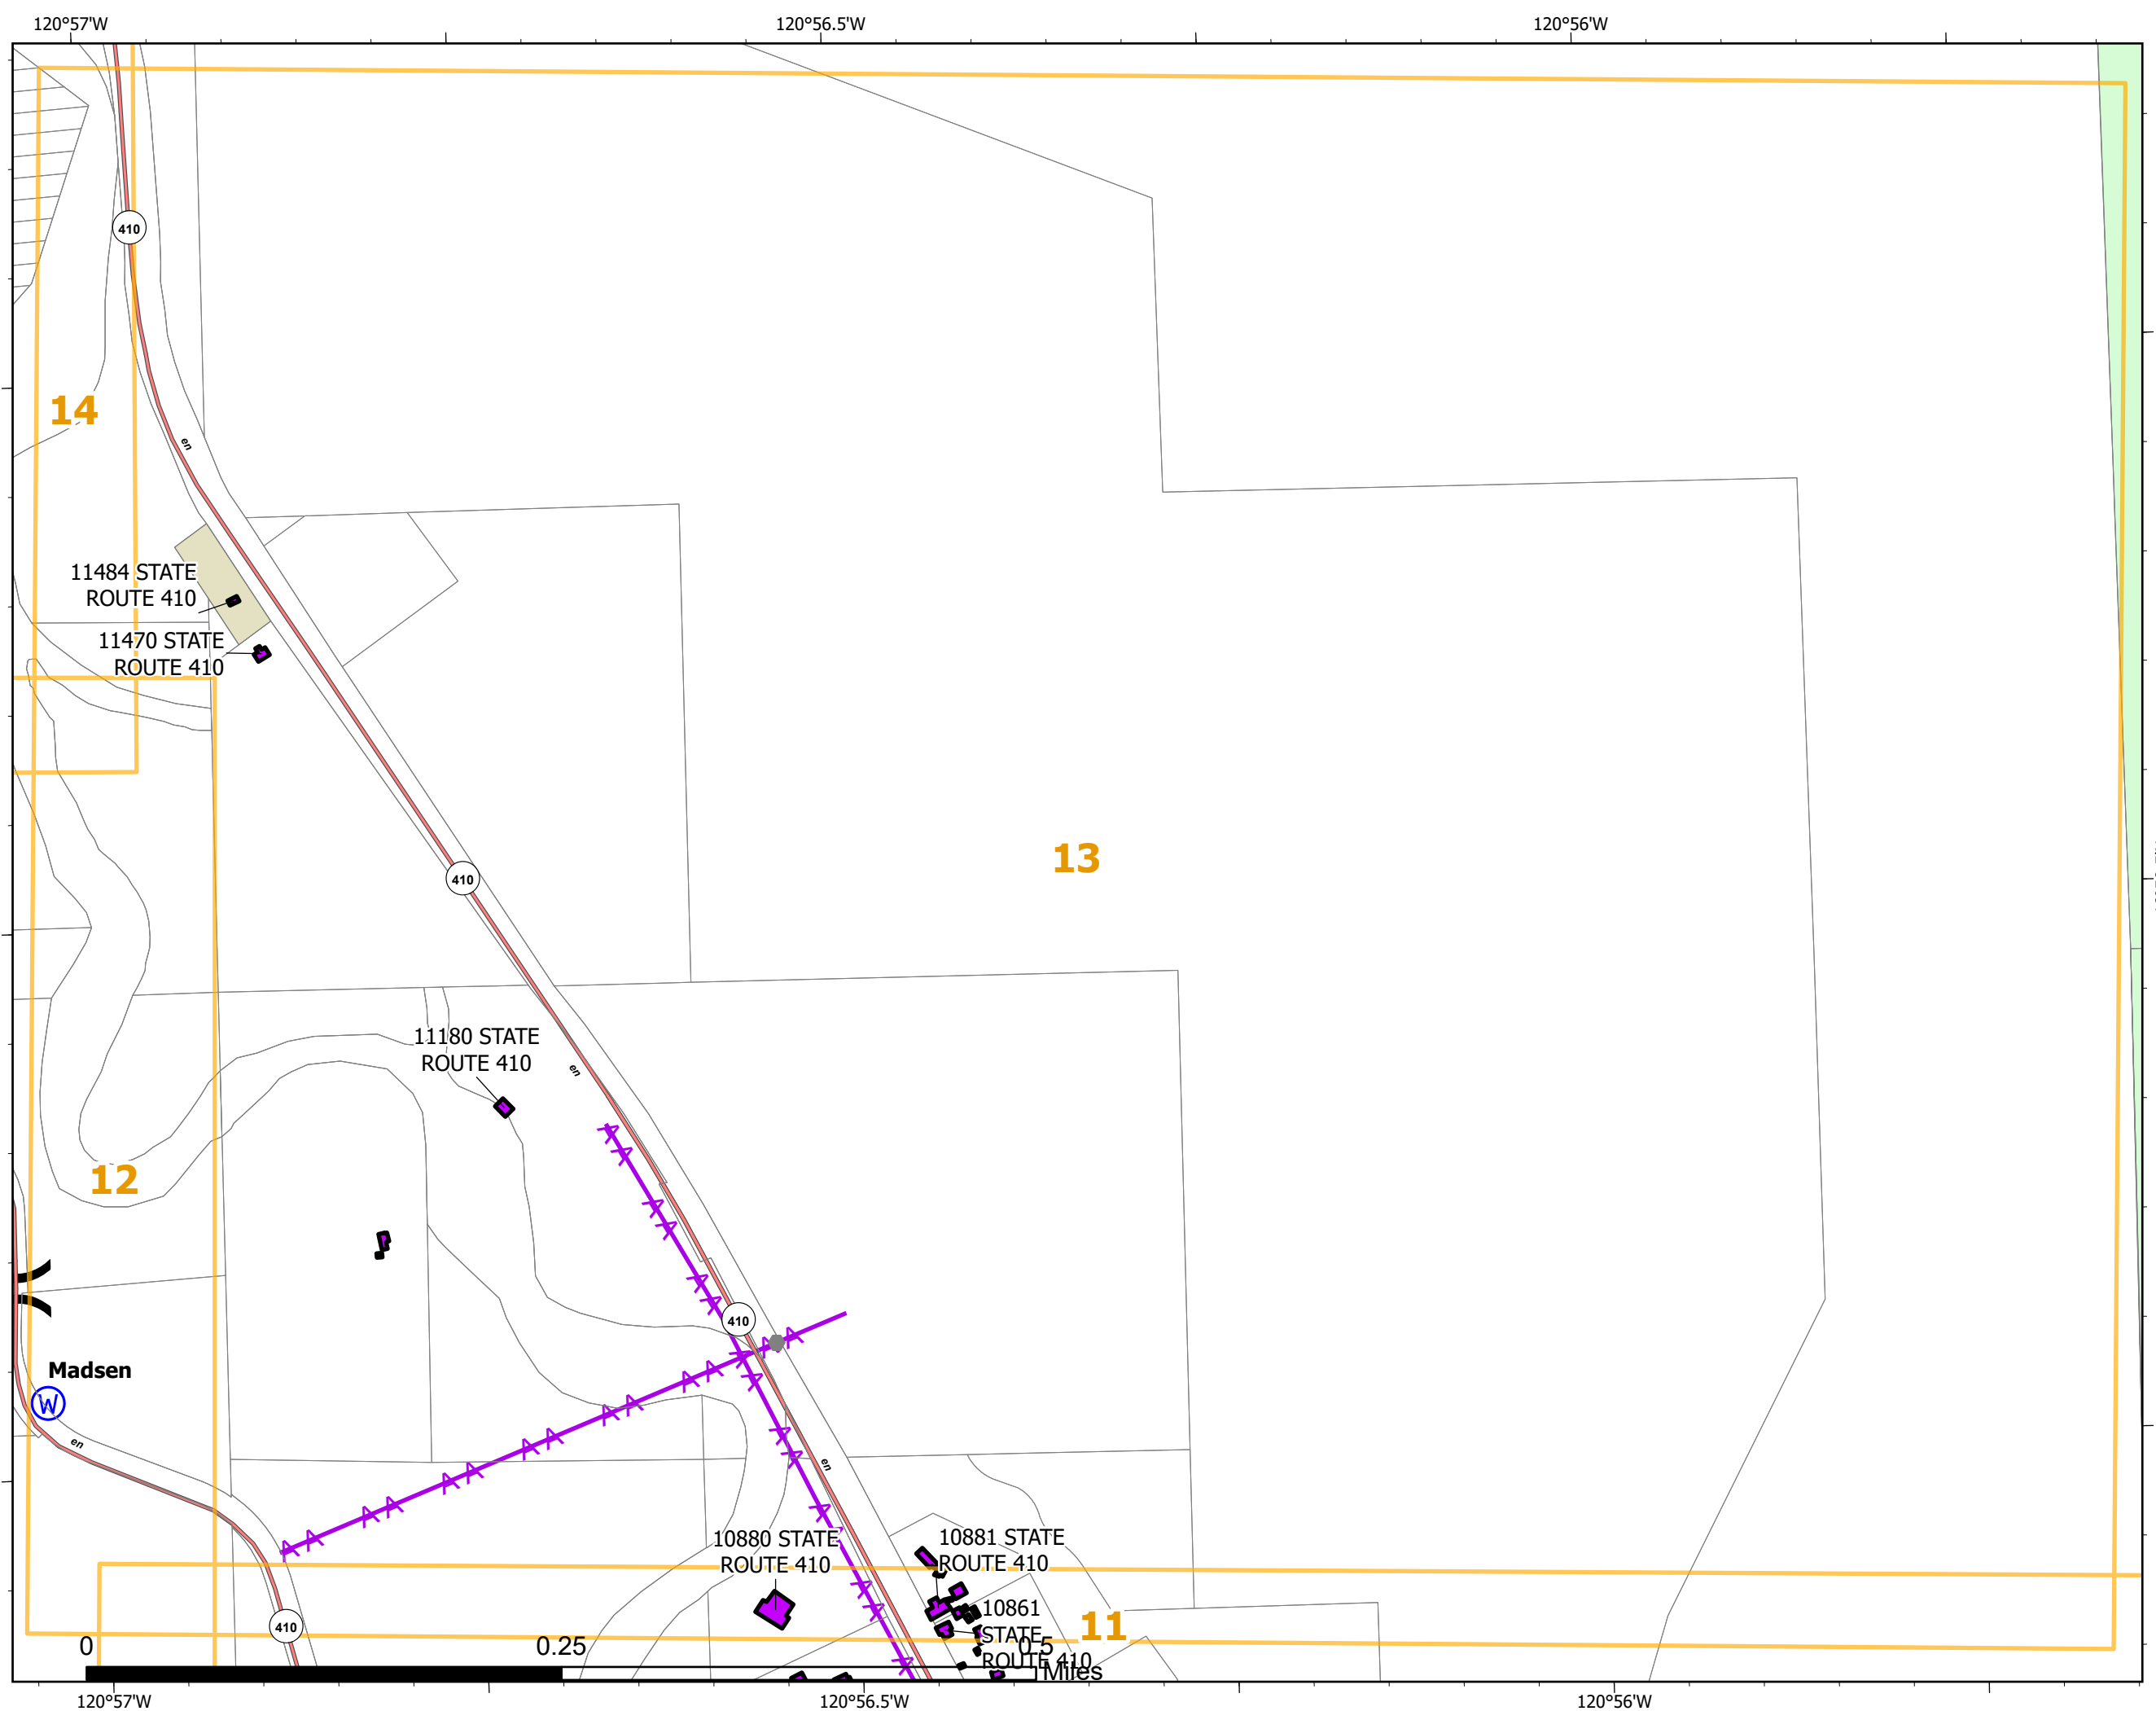 120°57'W
120°56.5'W
120°56'W
410
14
en
11484 STATE
ROUTE 410
11470 STATE
ROUTE 410
13
410
11180 STATE
ROUTE 410
en
12
410
Madsen
W
en
en
10880 STATE
ROUTE 410
10881 STATE
ROUTE 410
10861
STATE
ROUTE 410
11
410
0
0.25
0.5
Miles
120°57'W
120°56.5'W
120°56'W